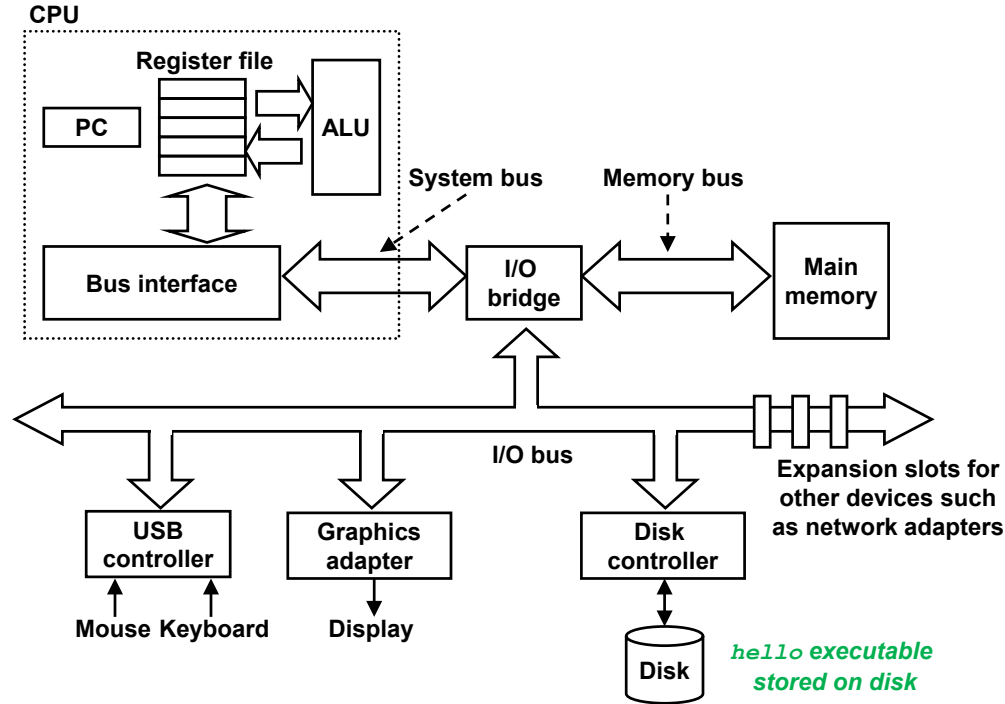 CPU
Register file
PC
ALU
System bus
Memory bus
Bus interface
I/O
bridge
Main
memory
I/O bus
Expansion slots for
other devices such
as network adapters
USB
controller
Graphics
adapter
Disk
controller
Mouse Keyboard
Display
Disk
hello executable
stored on disk